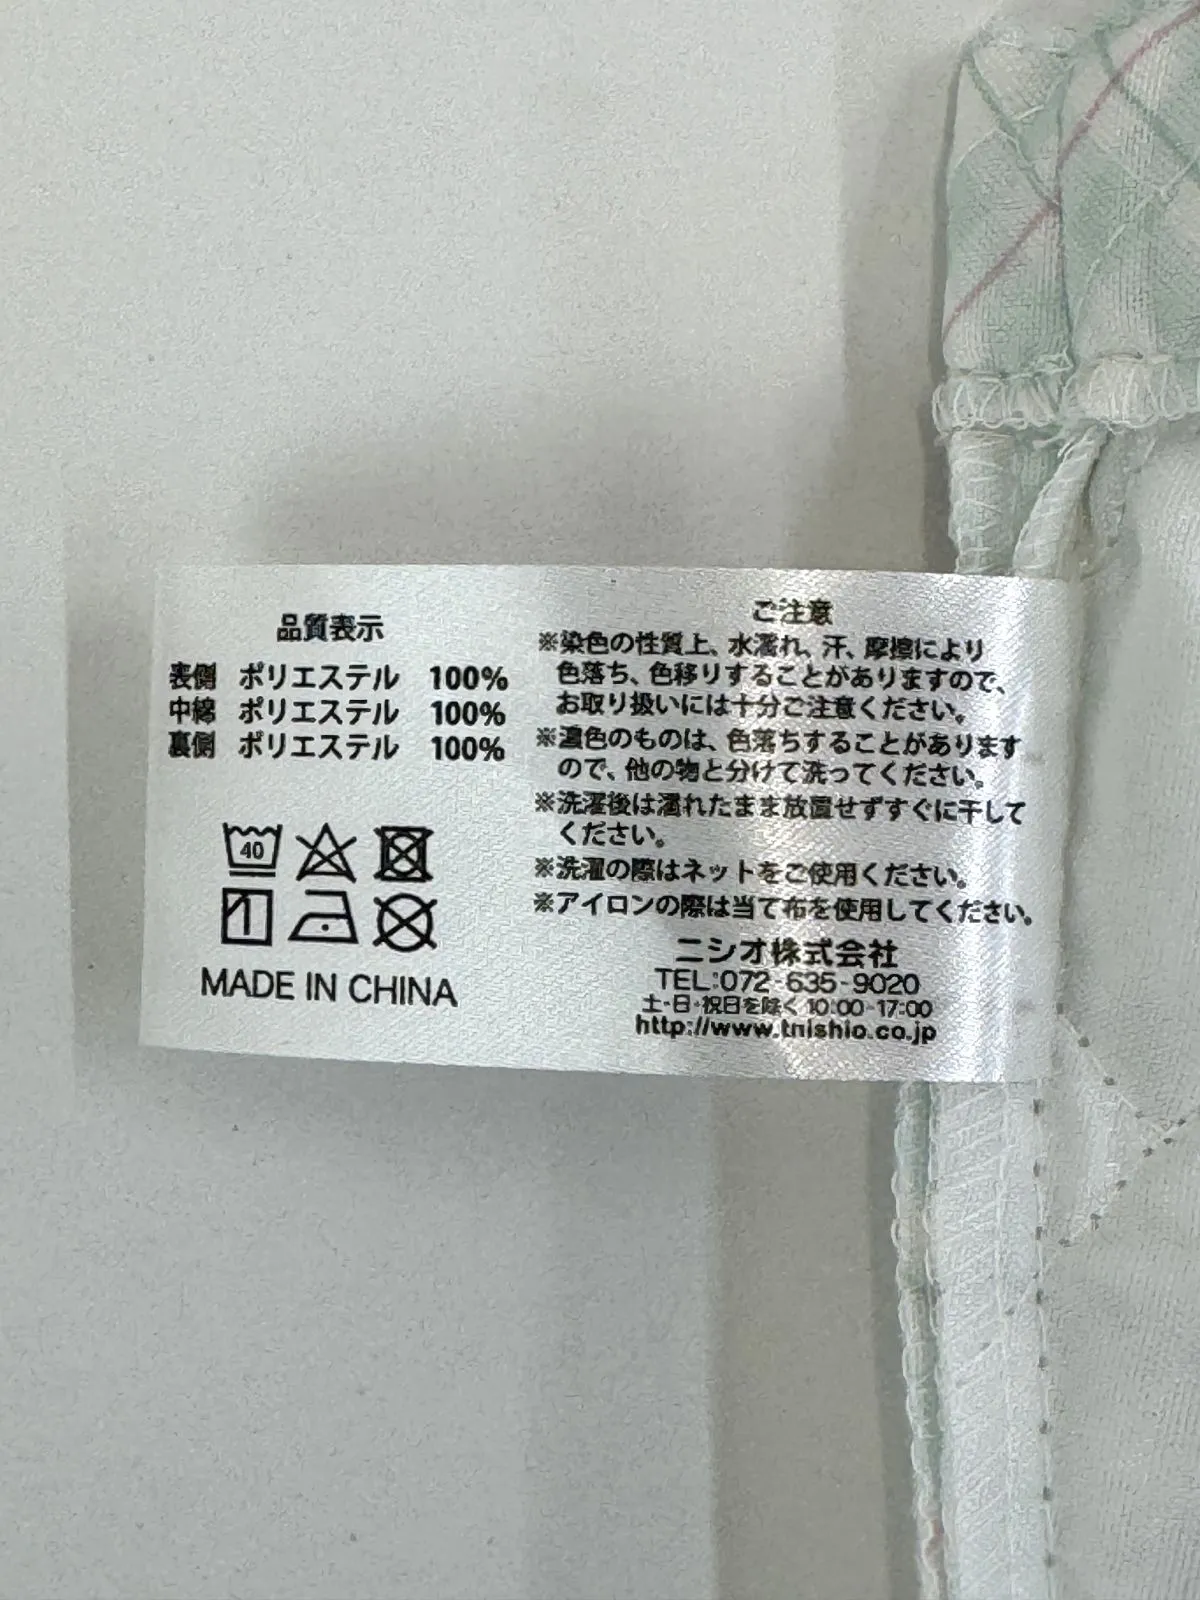 品質表示
表側 ポリエステル 100%
中綿 ポリエステル 100%
裏側 ポリエステル 100%
40
MADE IN CHINA
ご注意
※染色の性質上、水濡れ、汗、摩擦により
色落ち、色移りすることがありますので、
お取り扱いには十分ご注意ください。
※濃色のものは、色落ちすることがあります
ので、他の物と分けて洗ってください。
※洗濯後は濡れたまま放置せずすぐに干して
ください。
※洗濯の際はネットをご使用ください。
※アイロンの際は当て布を使用してください。
ニシオ株式会社
TEL:072-635-9020
土・日・祝日を除く 10:00-17:00
http://www.tnishio.co.jp